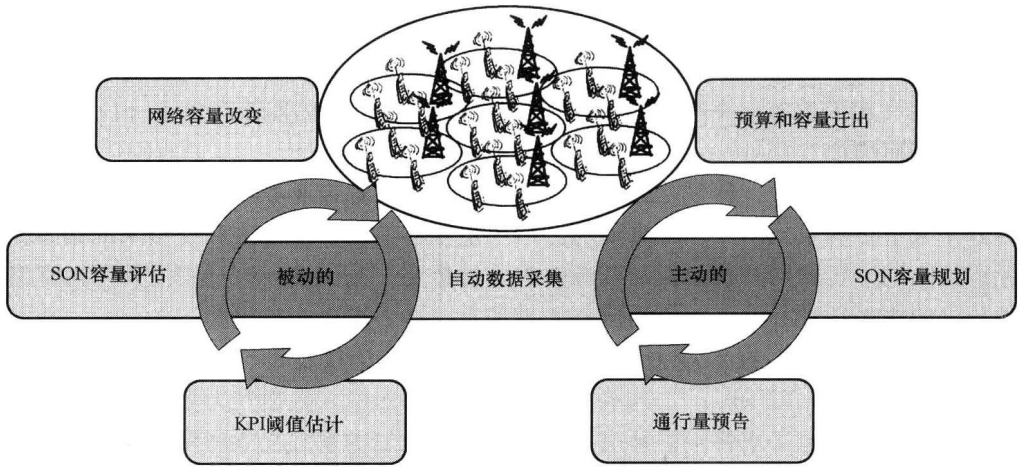 网络容量改变
预算和容量迁出
SON容量评估
被动的
自动数据采集
主动的
SON容量规划
KPI阈值估计
通行量预告